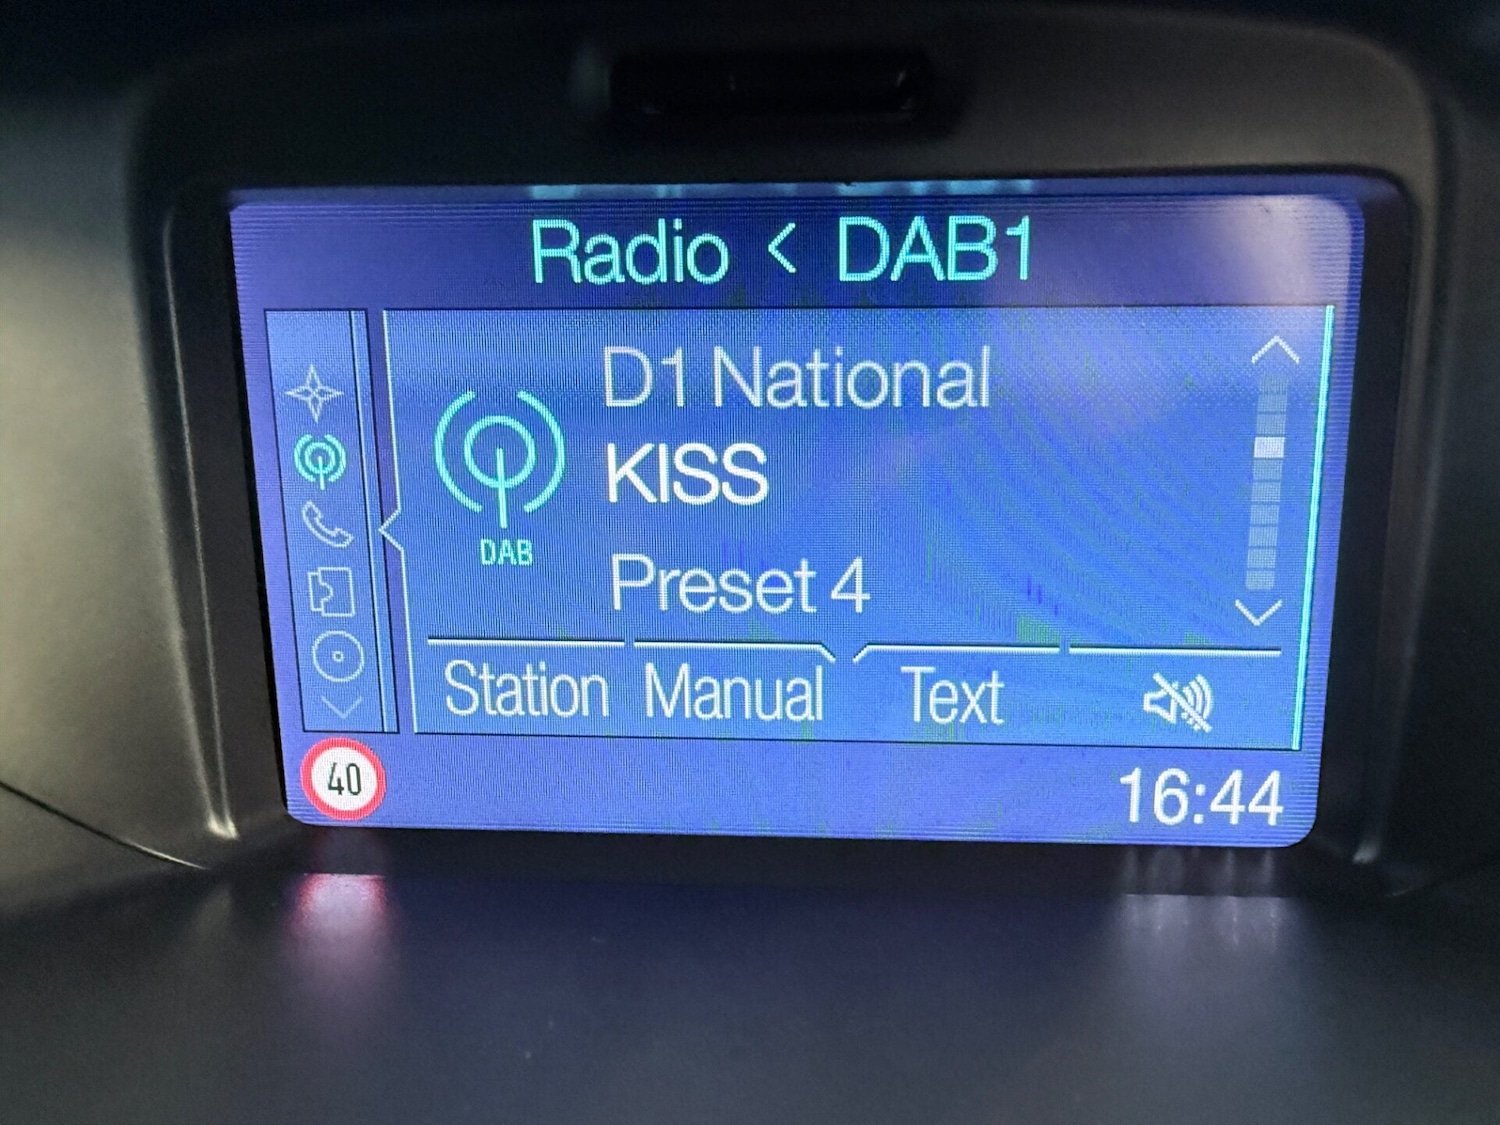 Radio < DAB1
D1 National
KISS
DAB
Preset 4
Station Manual Text
40
16:44